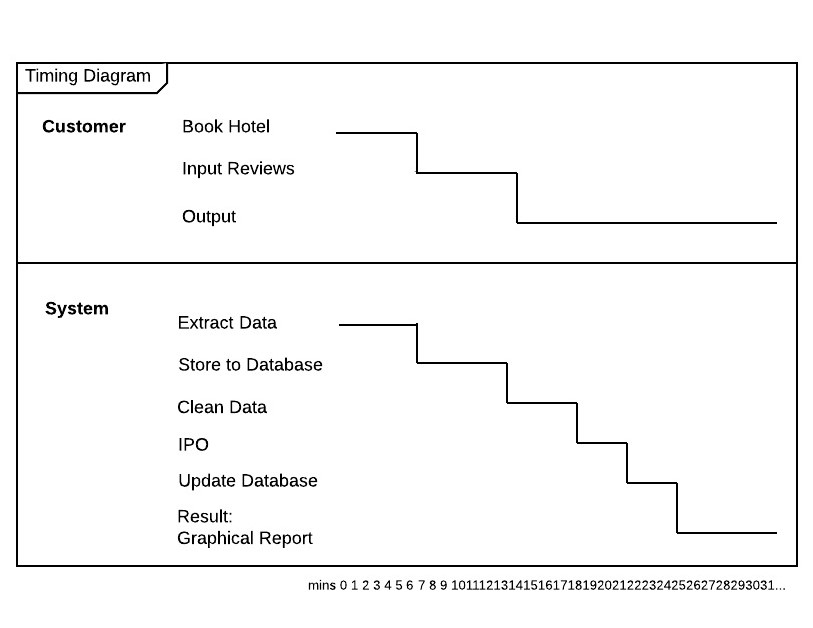 Timing Diagram
Customer
Book Hotel
Input Reviews
Output
System
Extract Data
Store to Database
Clean Data
IPO
Update Database
Result:
Graphical Report
mins 0 1 2 3 4 5 6 7 8 9 10111213141516171819202122232425262728293031...